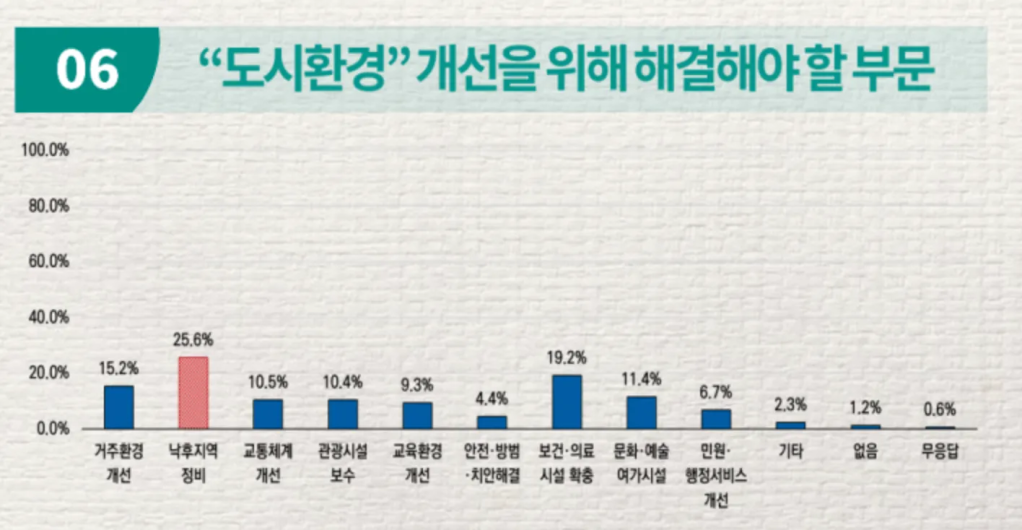 06
“도시환경” 개선을 위해 해결해야 할 부문
100.0%
80.0%
60.0%
40.0%
20.0%
0.0%
15.2%
25.6%
10.5%
10.4%
9.3%
4.4%
19.2%
11.4%
6.7%
2.3%
1.2%
0.6%
거주환경
개선
낙후지역
정비
교통체계
개선
관광시설
보수
교육환경
개선
안전·방범
·치안해결
보건·의료
시설 확충
문화·예술
여가시설
민원·
행정서비스
개선
기타
없음
무응답